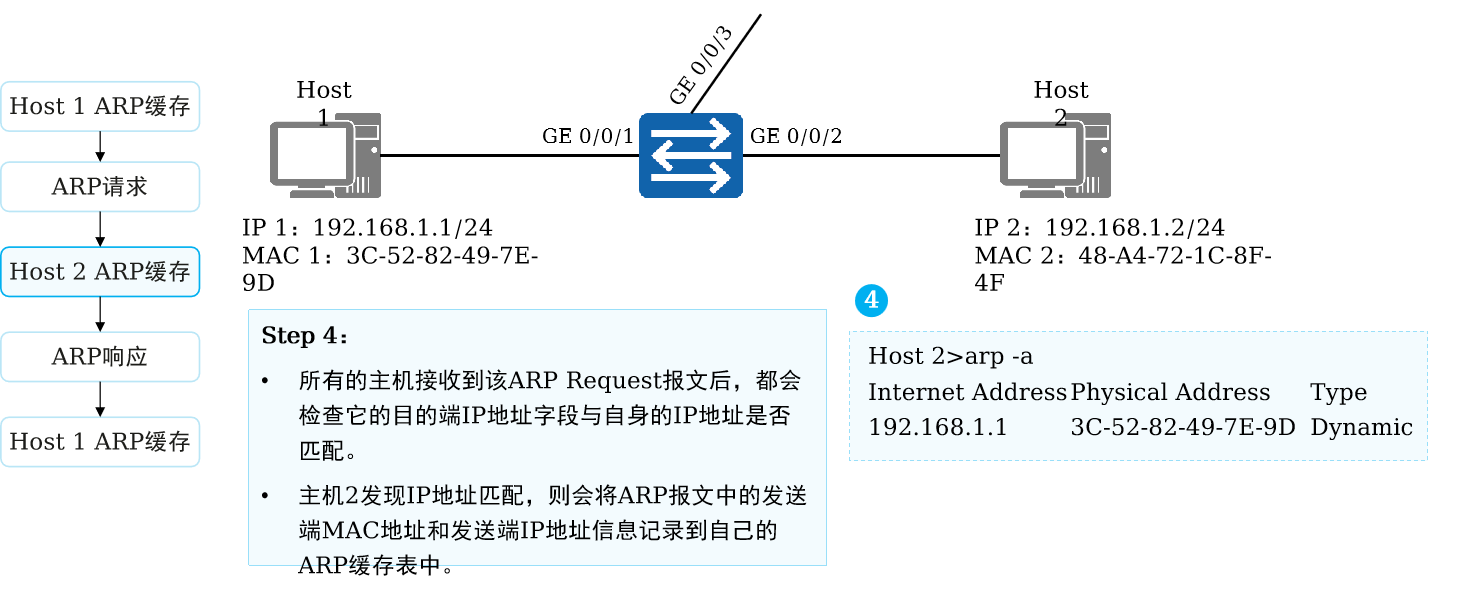 Host 1 ARP缓存
ARP请求
Host 2 ARP缓存
ARP响应
Host 1 ARP缓存
GE 0/0/3
Host
1
GE 0/0/1
GE 0/0/2
Host
2
IP 1：192.168.1.1/24
MAC 1：3C-52-82-49-7E-
9D
IP 2：192.168.1.2/24
MAC 2：48-A4-72-1C-8F-
4F
Step 4：
• 所有的主机接收到该ARP Request报文后，都会
检查它的目的端IP地址字段与自身的IP地址是否
匹配。
• 主机2发现IP地址匹配，则会将ARP报文中的发送
端MAC地址和发送端IP地址信息记录到自己的
ARP缓存表中。
4
Host 2>arp -a
Internet Address Physical Address Type
192.168.1.1 3C-52-82-49-7E-9D Dynamic